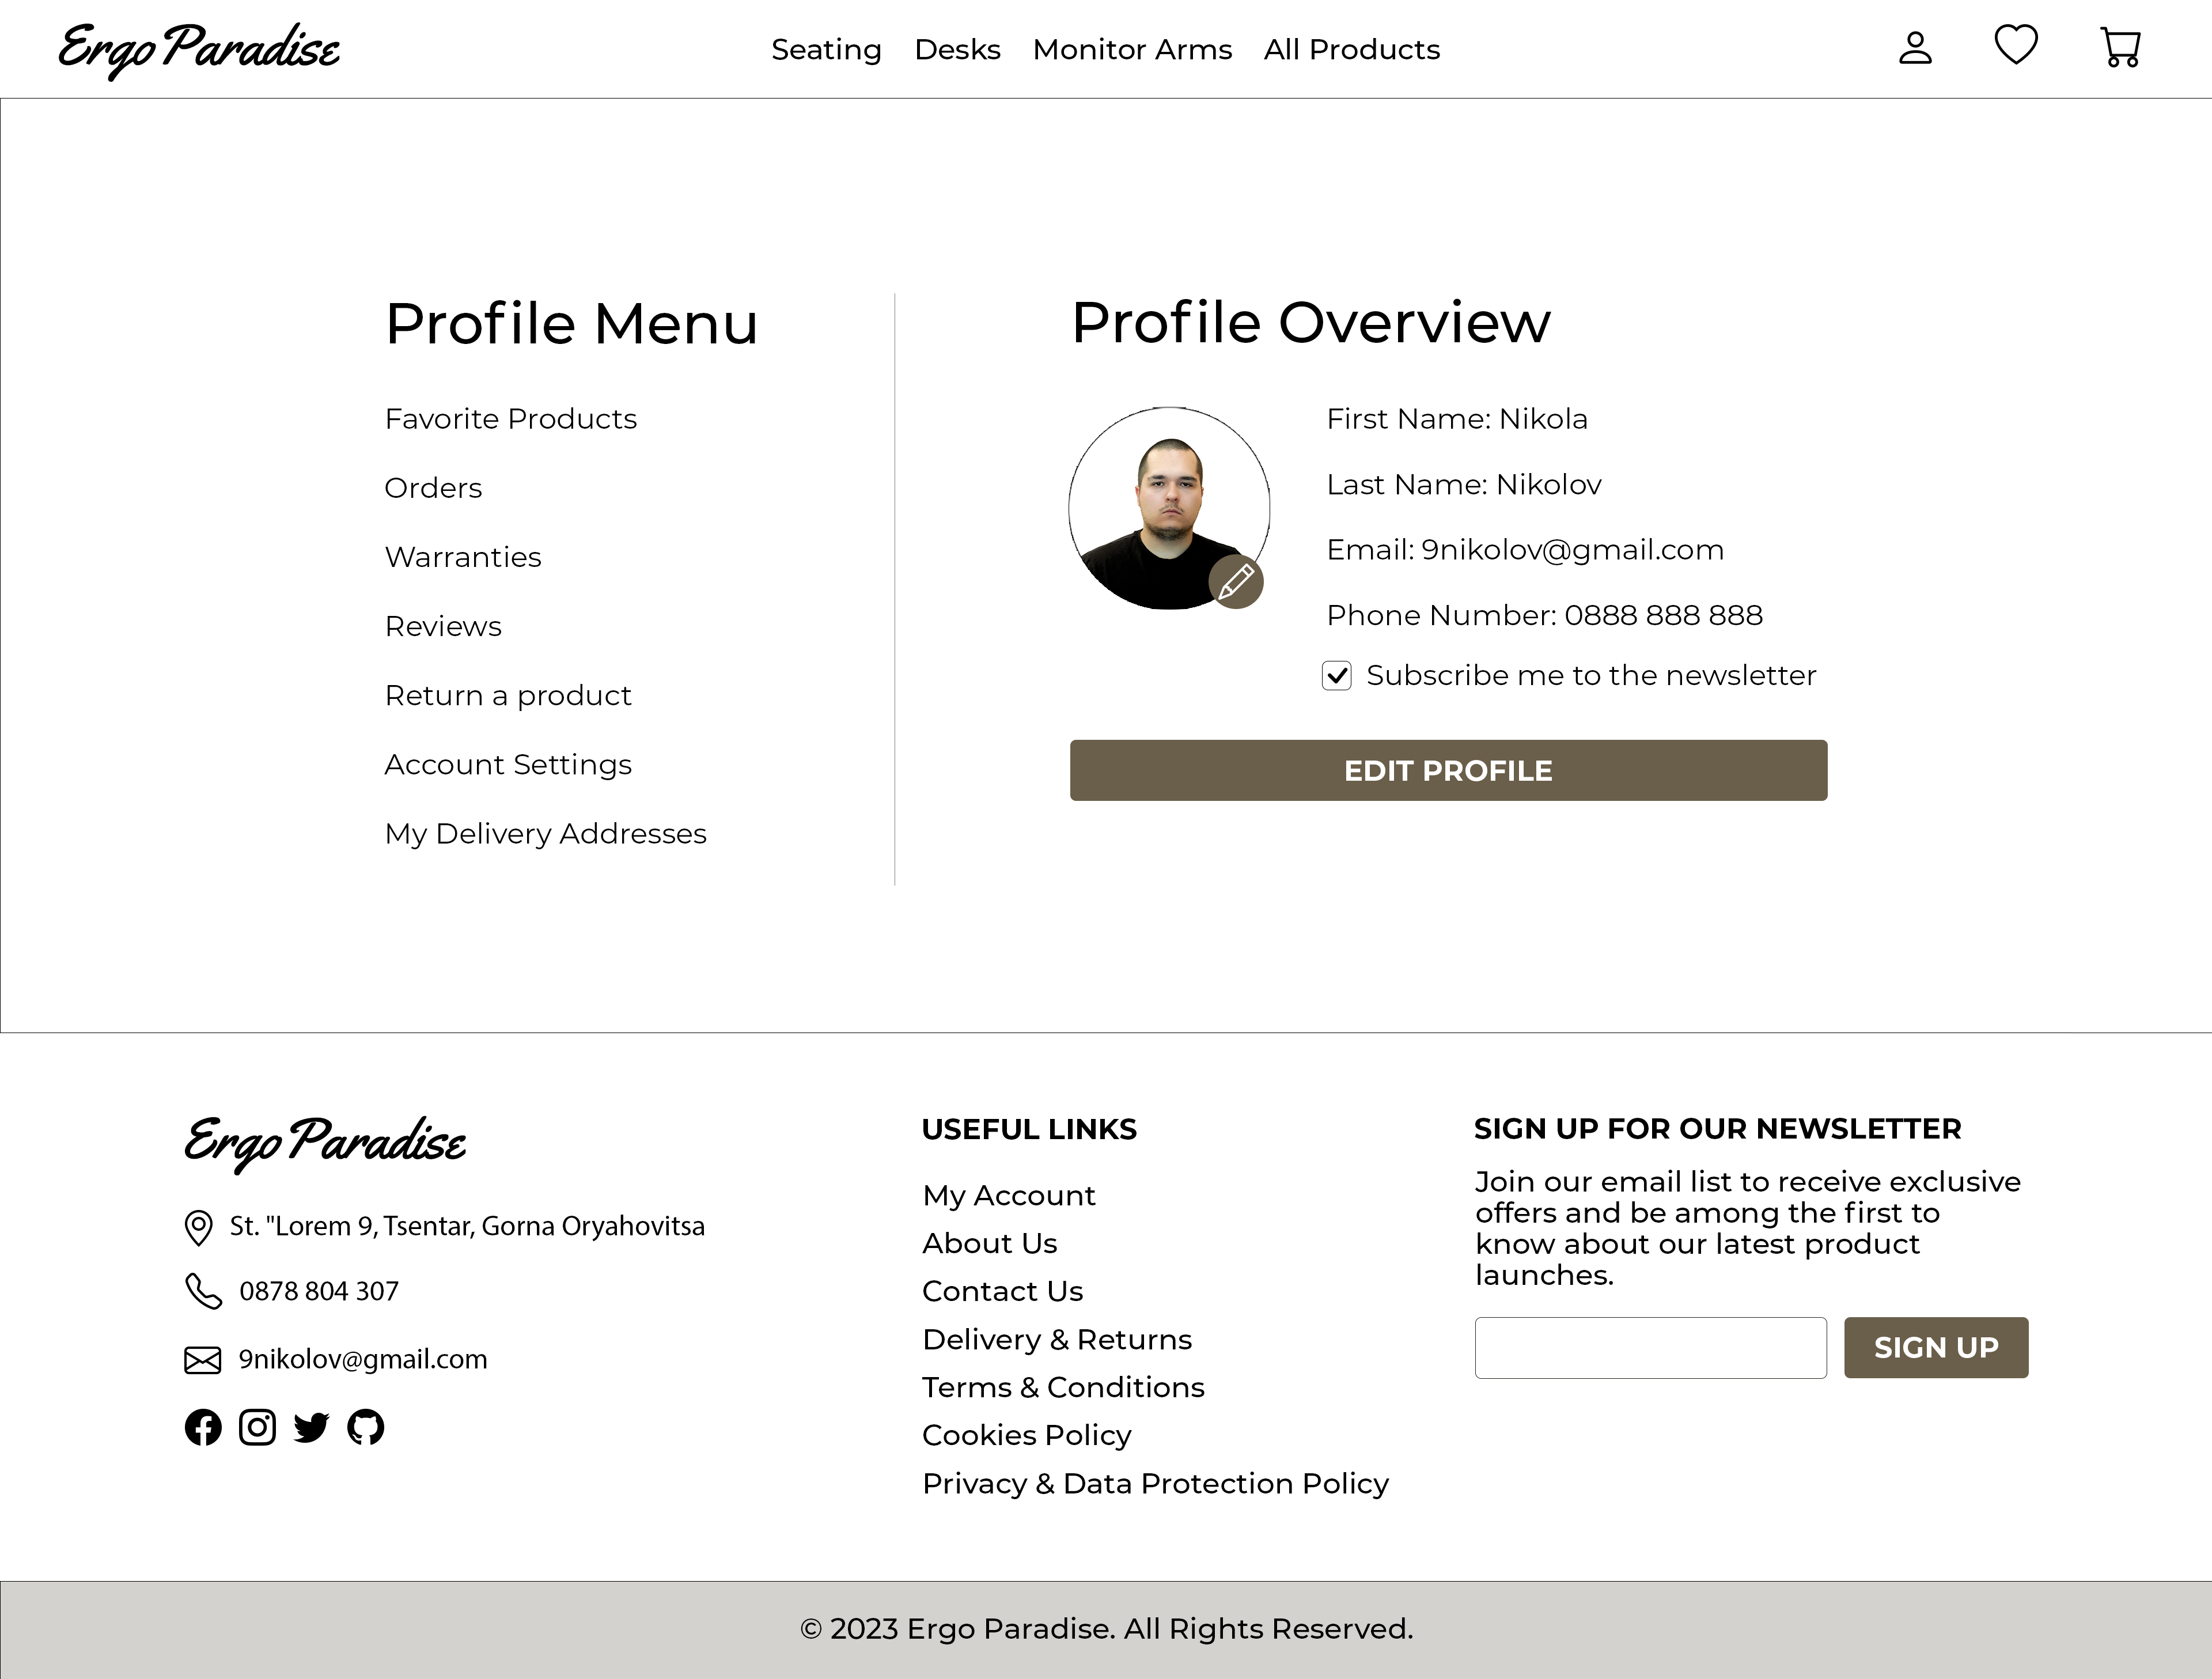 Ergo Paradise
Seating Desks Monitor Arms All Products
Profile Menu
Favorite Products
Orders
Warranties
Reviews
Return a product
Account Settings
My Delivery Addresses
Profile Overview
First Name: Nikola
Last Name: Nikolov
Email: 9nikolov@gmail.com
Phone Number: 0888 888 888
Subscribe me to the newsletter
EDIT PROFILE
Ergo Paradise
St. "Lorem 9, Tsentar, Gorna Oryahovitsa
0878 804 307
9nikolov@gmail.com
USEFUL LINKS
My Account
About Us
Contact Us
Delivery & Returns
Terms & Conditions
Cookies Policy
Privacy & Data Protection Policy
SIGN UP FOR OUR NEWSLETTER
Join our email list to receive exclusive
offers and be among the first to
know about our latest product
launches.
SIGN UP
© 2023 Ergo Paradise. All Rights Reserved.